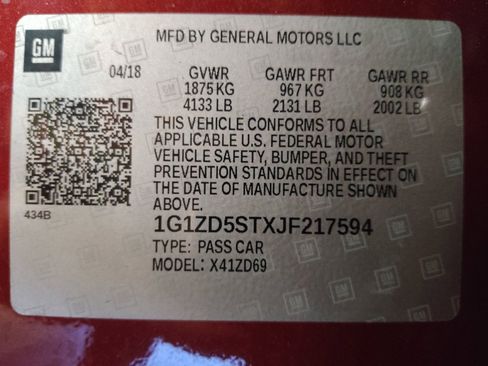 GM
MFD BY GENERAL MOTORS LLC
04/18 GVWR GAWR FRT GAWR RR
1875 KG 967 KG 908 KG
4133 LB 2131 LB 2002 LB
THIS VEHICLE CONFORMS TO ALL
APPLICABLE U.S. FEDERAL MOTOR
VEHICLE SAFETY, BUMPER, AND THEFT
PREVENTION STANDARDS IN EFFECT ON
THE DATE OF MANUFACTURE SHOWN
ABOVE.
434B
1G1ZD5STXJF217594
TYPE: PASS CAR
MODEL: X41ZD69